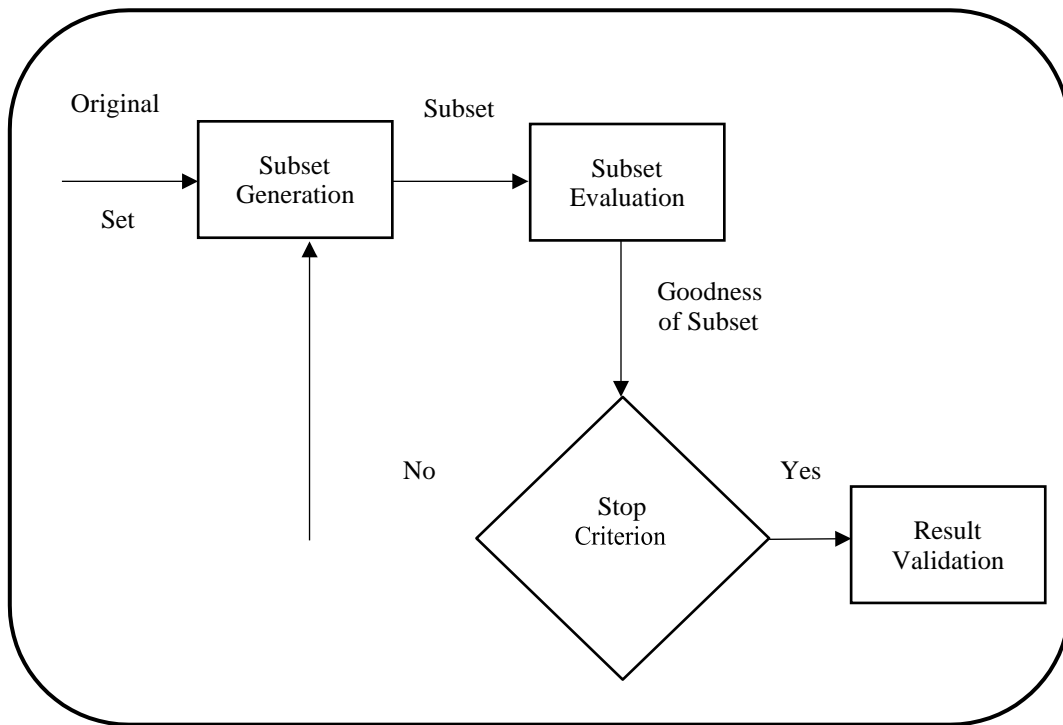 Original
Set
Subset
Generation
Subset
Subset
Evaluation
Goodness
of Subset
No
Stop
Criterion
Yes
Result
Validation